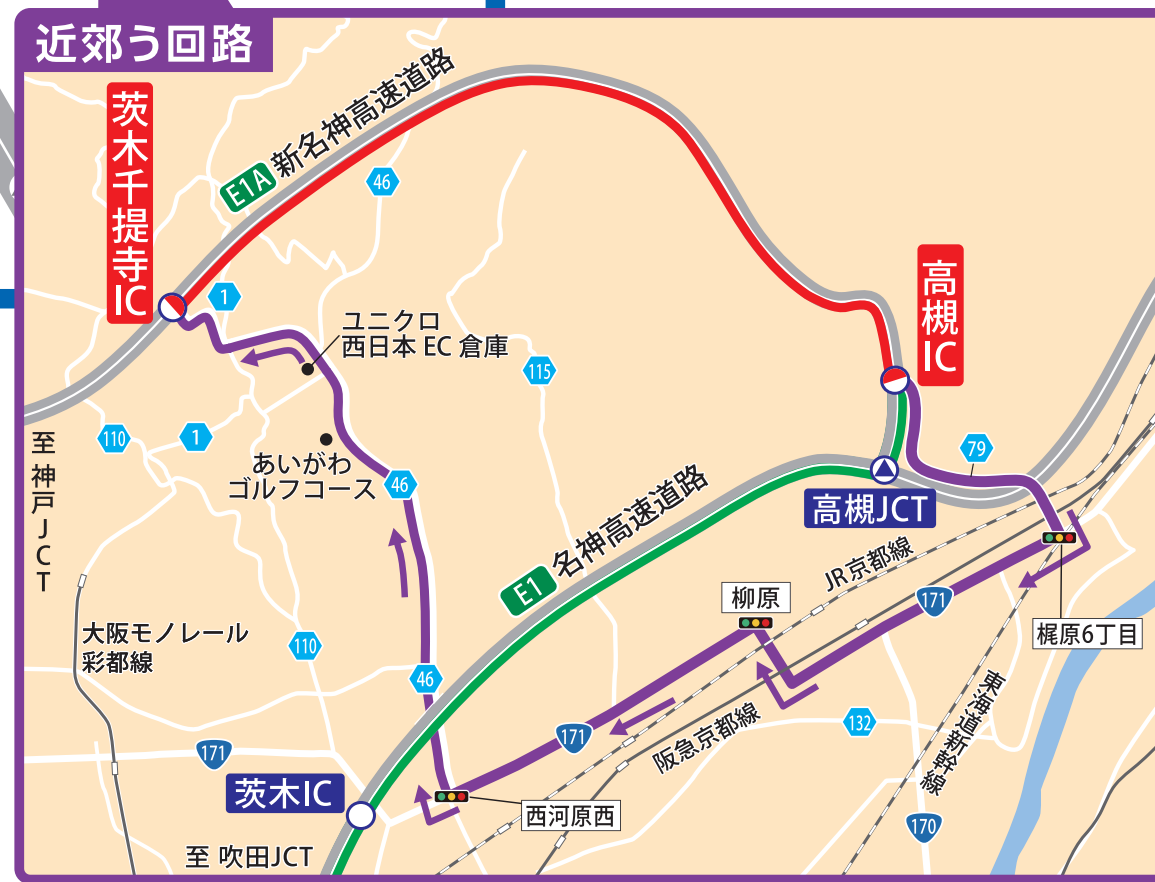 近郊う回路
茨木千提寺IC
E1A 新名神高速道路
46
1
ユニクロ
西日本 EC 倉庫
高槻IC
115
110
1
至 神戸JCT
あいがわ
ゴルフコース
46
79
高槻JCT
E1 名神高速道路
JR京都線
柳原
171
梶原6丁目
大阪モノレール
彩都線
110
46
東海道新幹線
阪急京都線
132
171
171
茨木IC
西河原西
170
至 吹田JCT